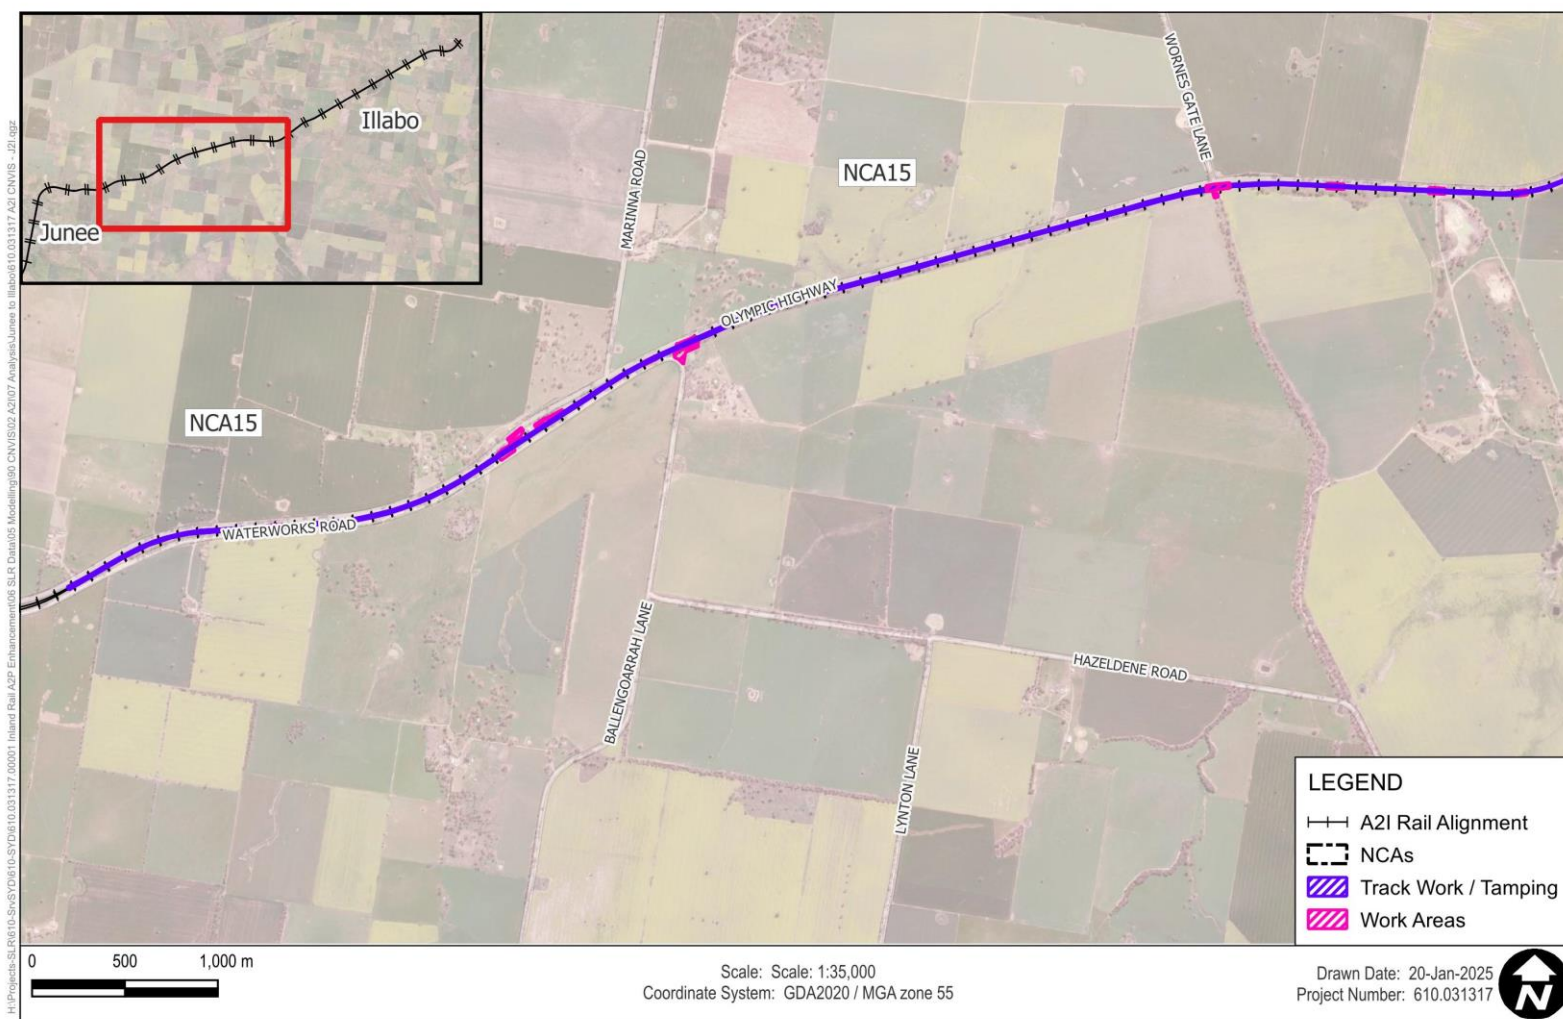 Illabo
Junee
WORNES GATE LANE
MARINNA ROAD
NCA15
OLYMPIC HIGHWAY
NCA15
WATERWORKS ROAD
BALLENGOARRAH LANE
HAZELDENE ROAD
LYNTON LANE
LEGEND
A2I Rail Alignment
NCAs
Track Work / Tamping
Work Areas
0 500 1,000 m
Scale: Scale: 1:35,000
Coordinate System: GDA2020 / MGA zone 55
Drawn Date: 20-Jan-2025
Project Number: 610.031317
N